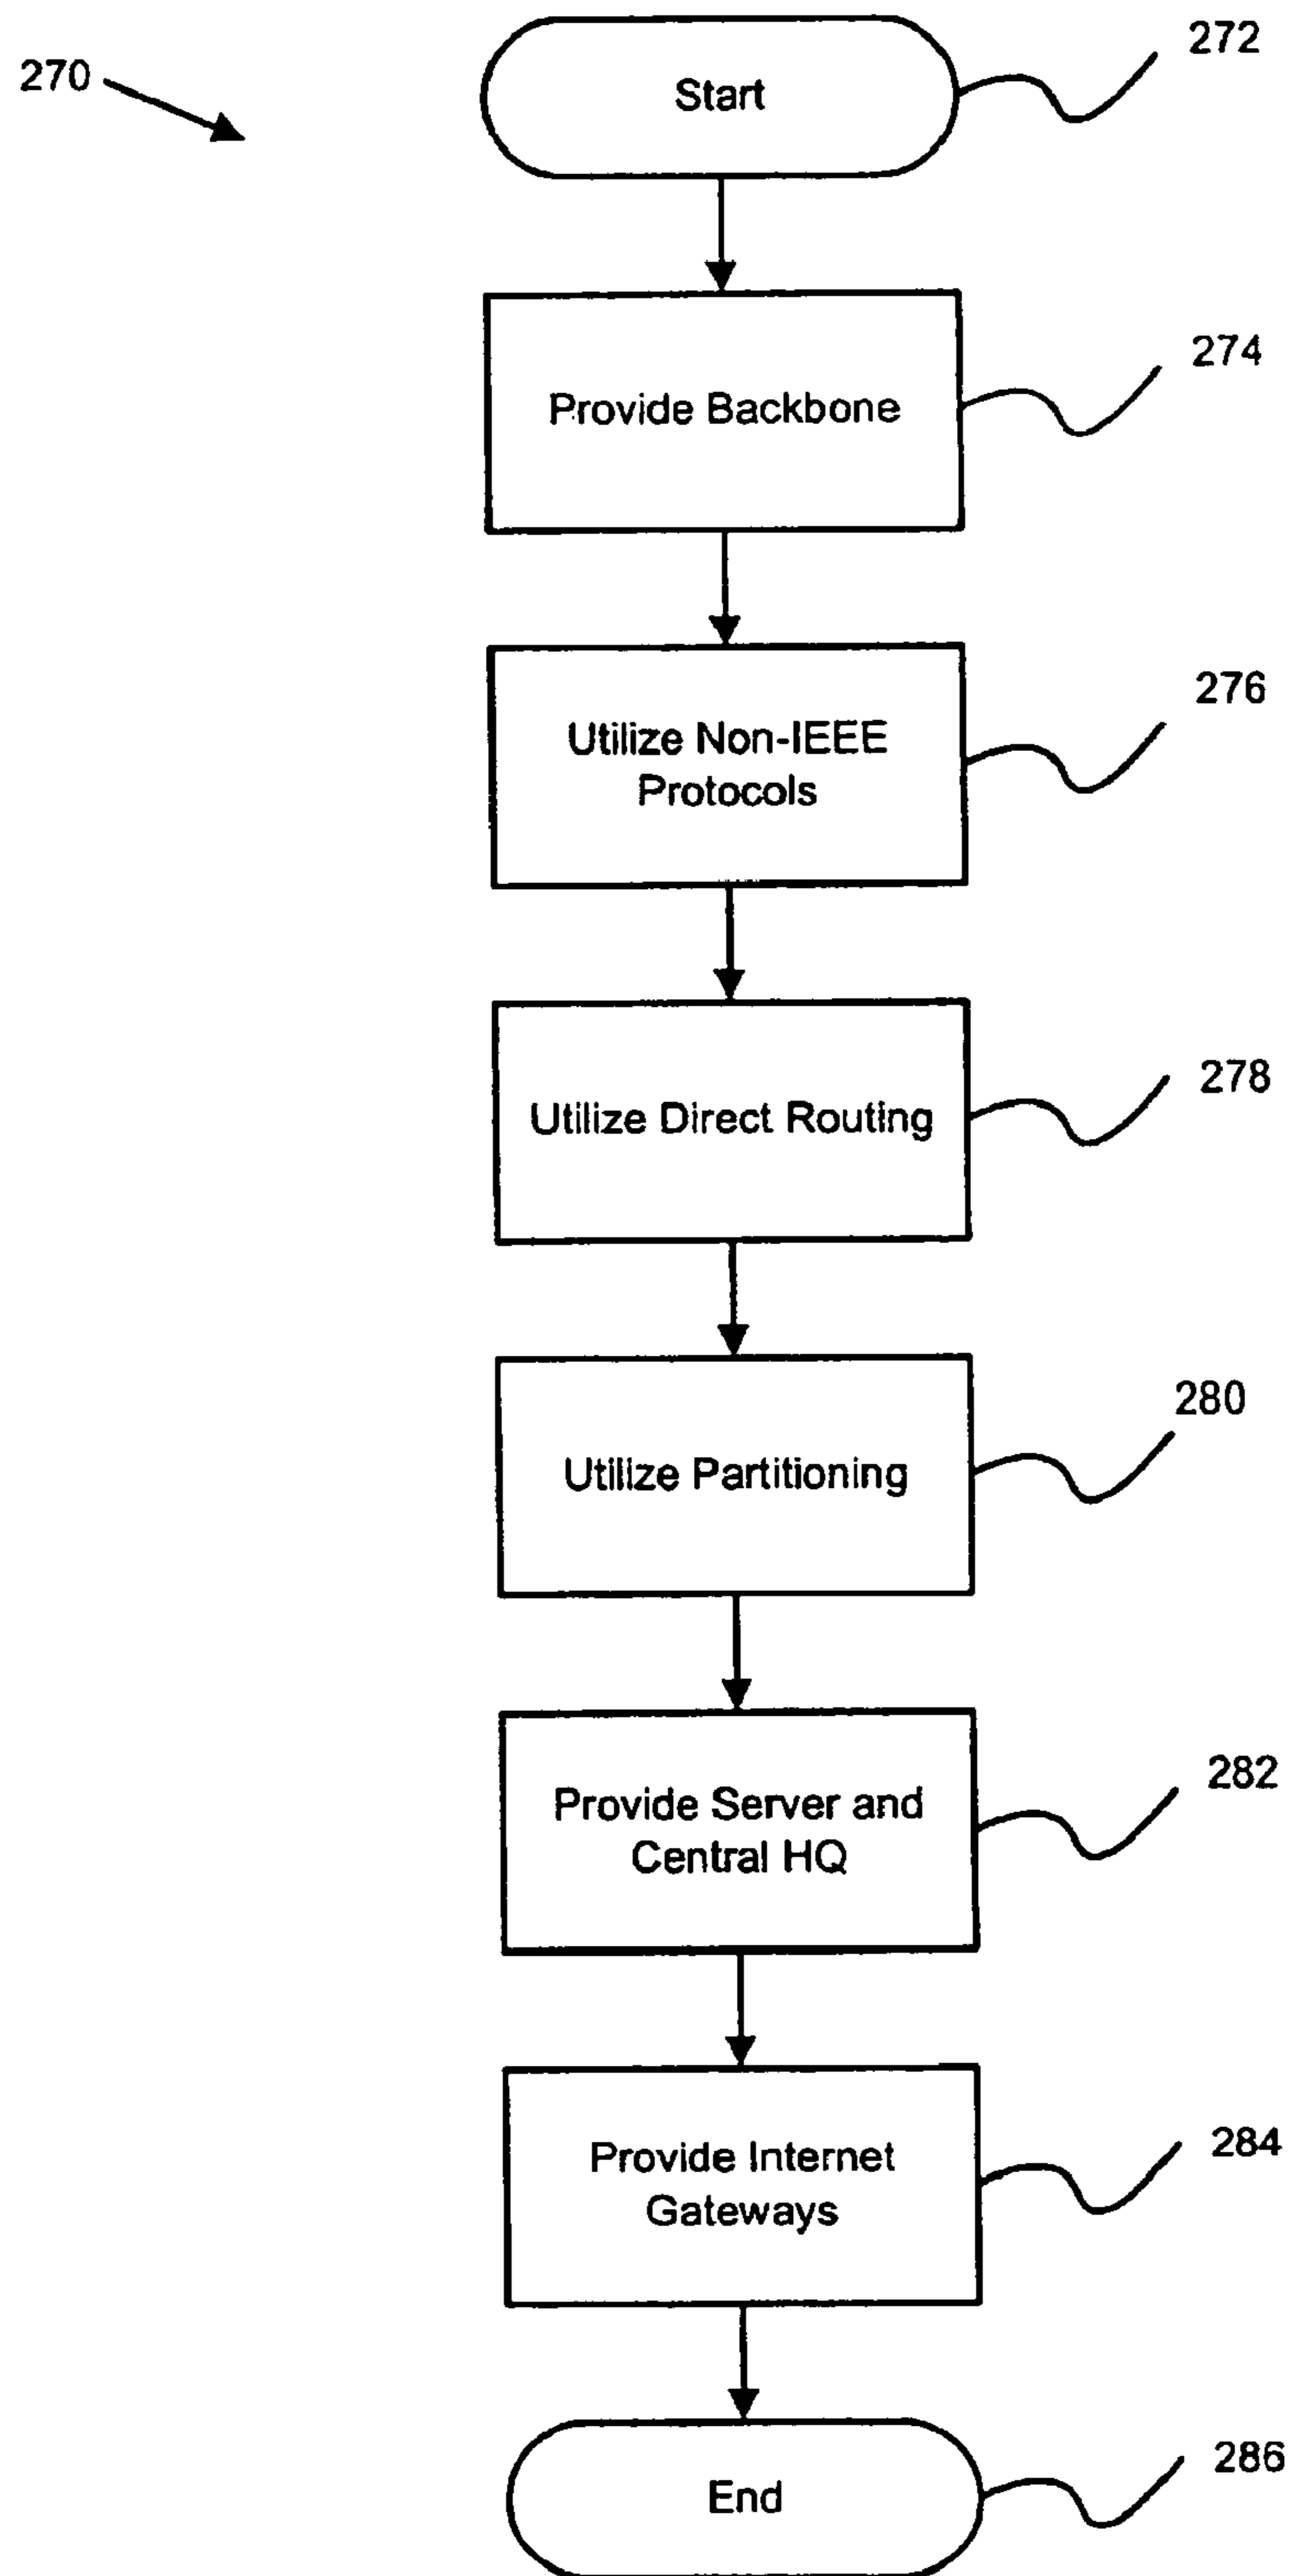 270
Start
272
Provide Backbone
274
Utilize Non-IEEE
Protocols
276
Utilize Direct Routing
278
Utilize Partitioning
280
Provide Server and
Central HQ
282
Provide Internet
Gateways
284
End
286